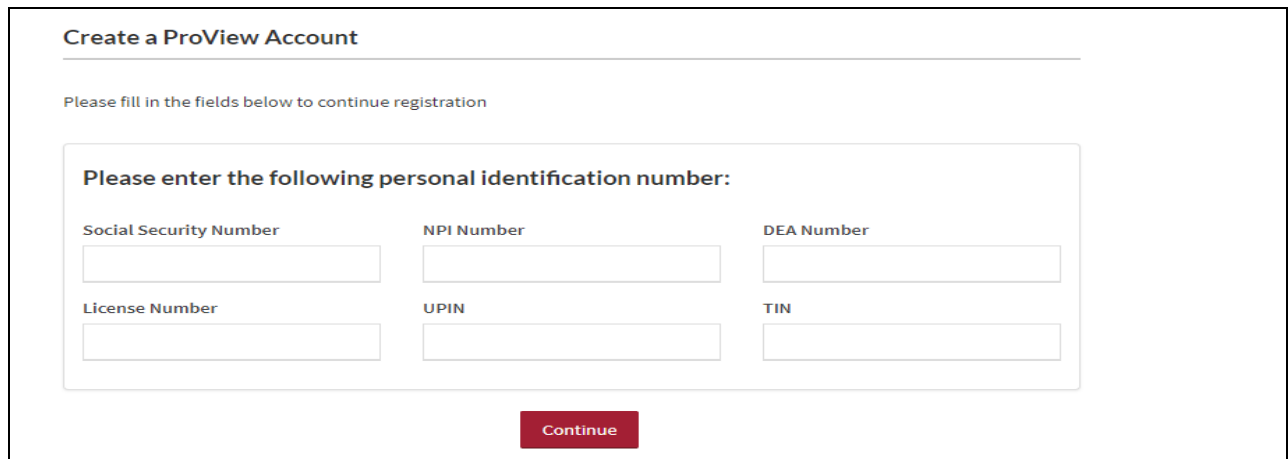 Create a ProView Account
Please fill in the fields below to continue registration
Please enter the following personal identification number:
Social Security Number NPI Number DEA Number
License Number UPIN TIN
Continue